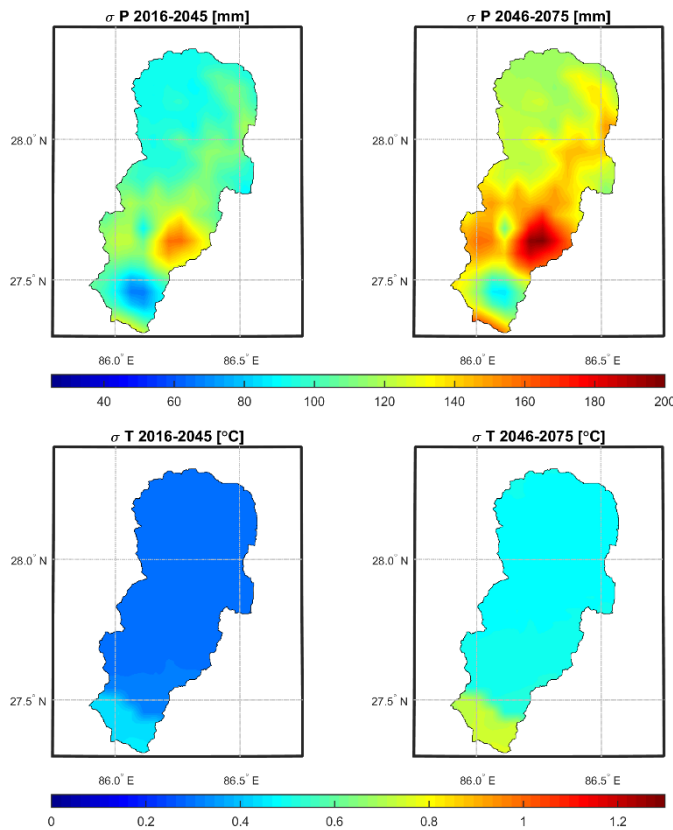 σ P 2016-2045 [mm]
σ P 2046-2075 [mm]
28.0° N
28.0° N
27.5° N
27.5° N
86.0° E
86.5°
86.0° E
86.5°
40 60 80 100 120 140 160 180 200
σ T 2016-2045 [°C]
σ T 2046-2075 [°C]
28.0° N
28.0° N
27.5° N
27.5° N
86.0° E
86.5°
86.0° E
86.5°
0 0.2 0.4 0.6 0.8 1 1.2